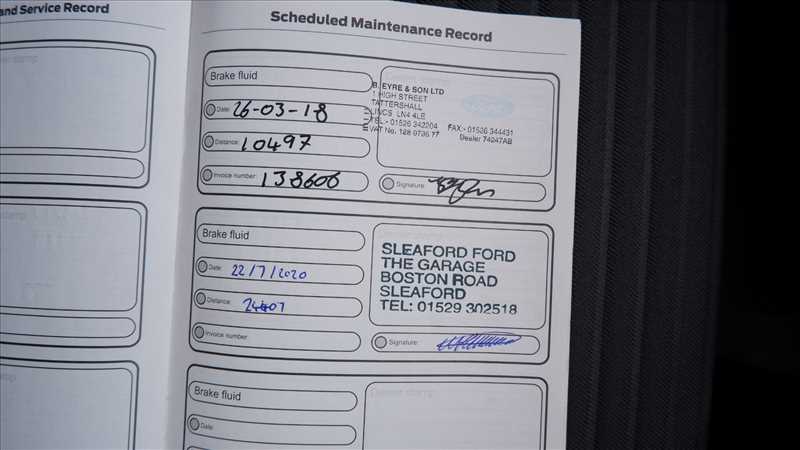 and Service Record
Scheduled Maintenance Record
Brake fluid
Date: 26-03-18
Distance: 10497
Invoice number: 138606
B. EYRE & SON LTD
1 HIGH STREET
TATTERSHALL
LINCS LN4 4LE
TEL:- 01526 342204 FAX:- 01526 344431
VAT No. 128 9736 77 Dealer 74247AB
Signature:
Brake fluid
Date: 22/7/2020
Distance:
Invoice number:
SLEAFORD FORD
THE GARAGE
BOSTON ROAD
SLEAFORD
TEL: 01529 302518
Signature:
Brake fluid
Date: